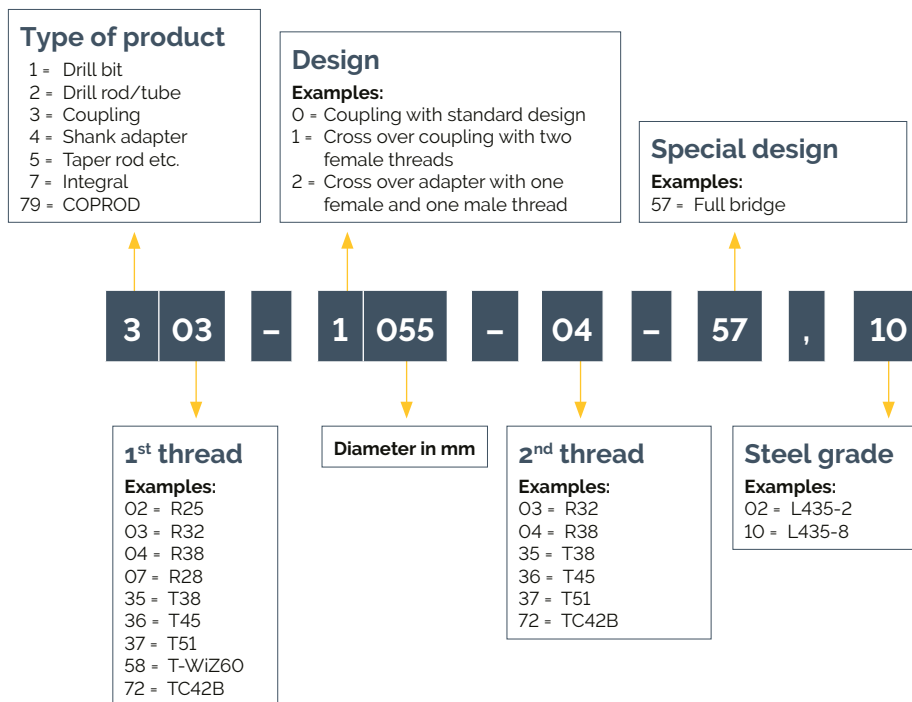 Type of product
1 = Drill bit
2 = Drill rod/tube
3 = Coupling
4 = Shank adapter
5 = Taper rod etc.
7 = Integral
79 = COPROD
Design
Examples:
0 = Coupling with standard design
1 = Cross over coupling with two
female threads
2 = Cross over adapter with one
female and one male thread
Special design
Examples:
57 = Full bridge
3 03 – 1 055 – 04 – 57 , 10
1st thread
Examples:
02 = R25
03 = R32
04 = R38
07 = R28
35 = T38
36 = T45
37 = T51
58 = T-WiZ60
72 = TC42B
Diameter in mm
2nd thread
Examples:
03 = R32
04 = R38
35 = T38
36 = T45
37 = T51
72 = TC42B
Steel grade
Examples:
02 = L435-2
10 = L435-8